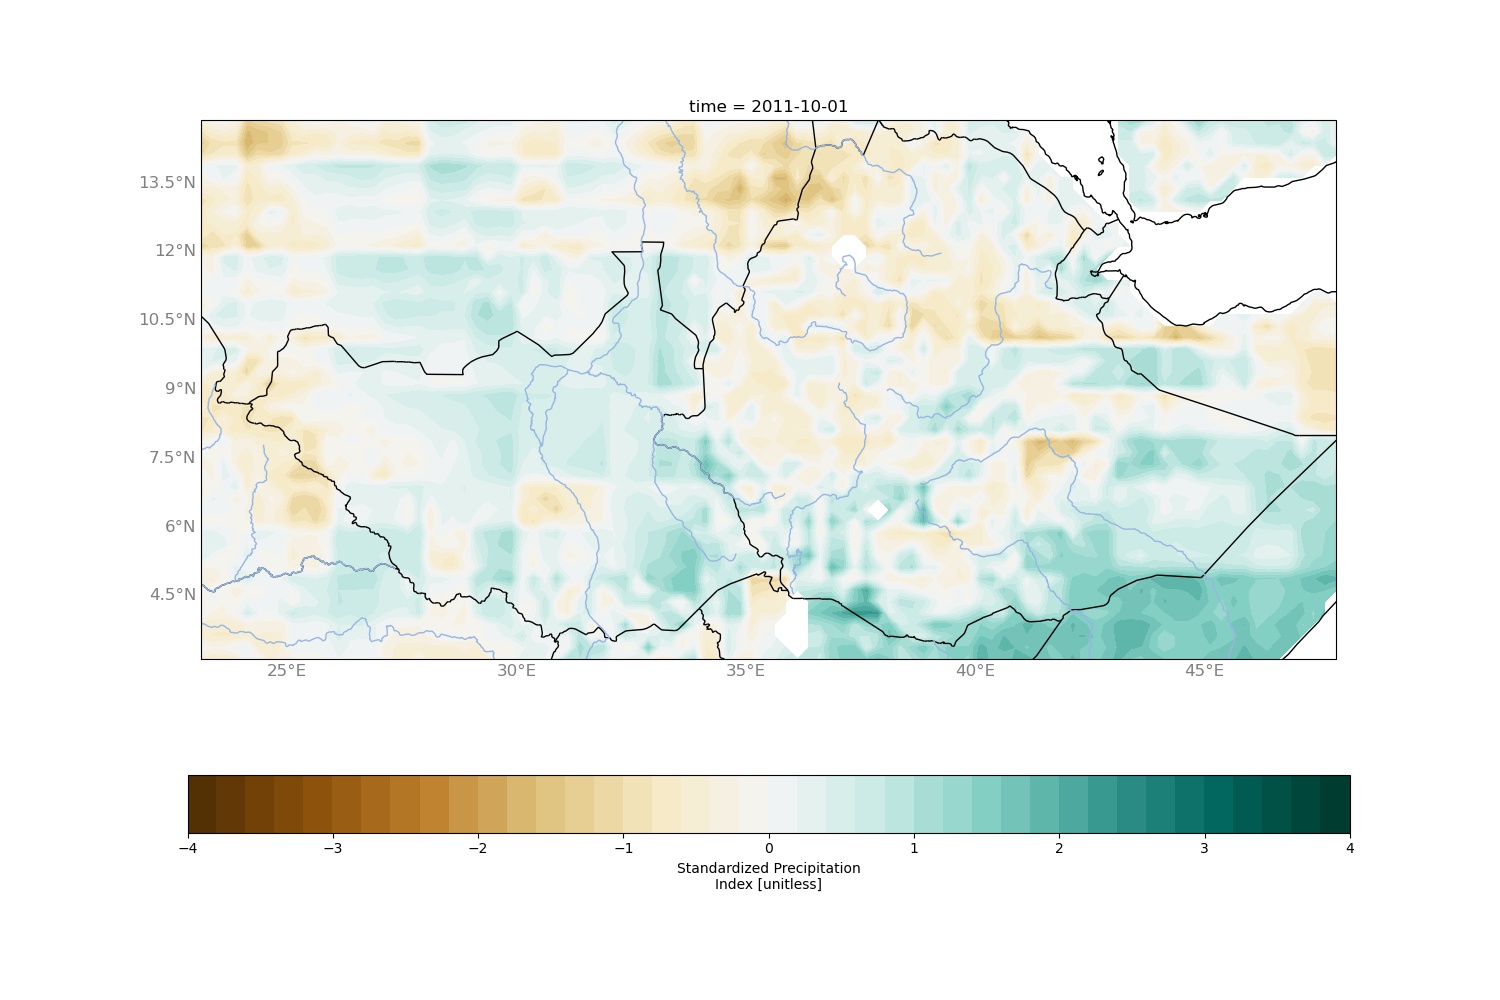 time = 2011-10-01
13.5°N
12°N
10.5°N
9°N
7.5°N
6°N
4.5°N
25°E 30°E 35°E 40°E 45°E
−4 −3 −2 −1 0 1 2 3 4
Standardized Precipitation
Index [unitless]